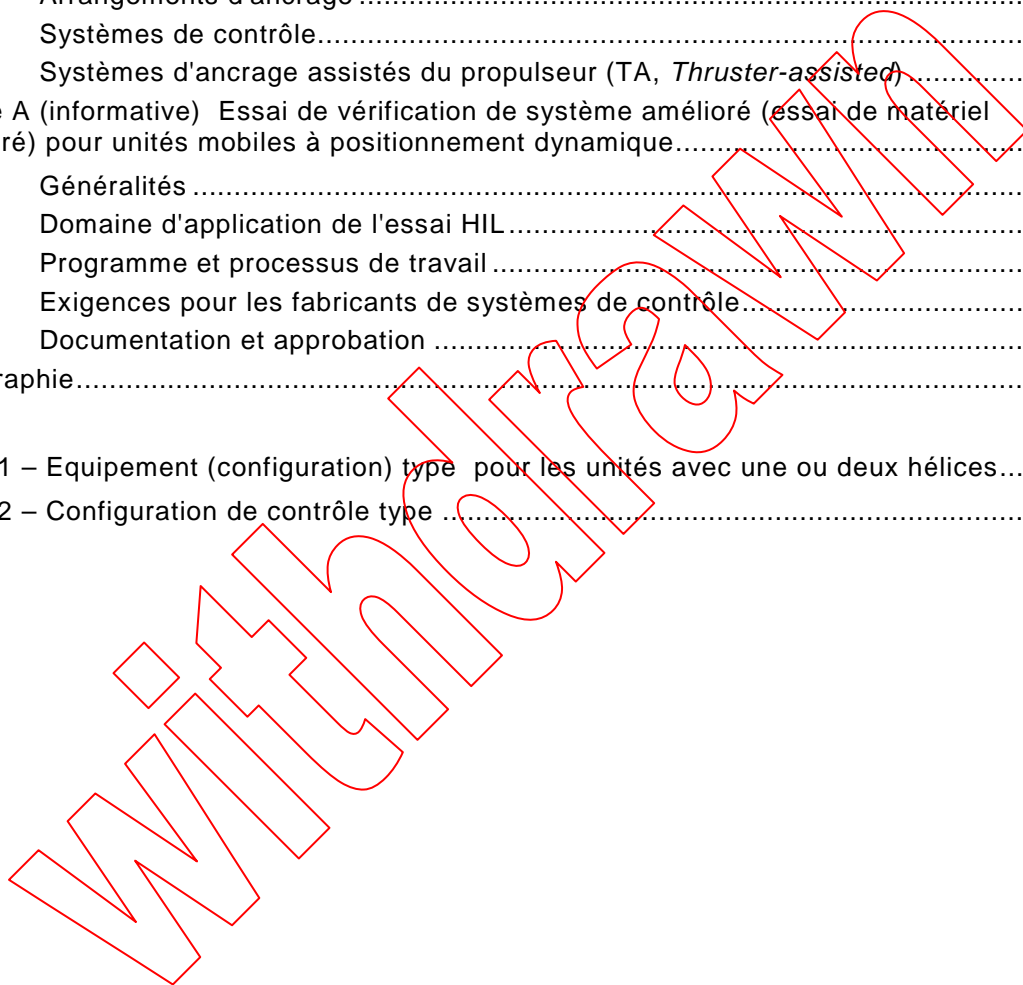 Arrangements d'ancrage
Systèmes de contrôle
Systèmes d'ancrage assistés du propulseur (TA, Thruster-assisted)
A (informative) Essai de vérification de système amélioré (essai de matériel
ré) pour unités mobiles à positionnement dynamique
Généralités
Domaine d'application de l'essai HIL
Programme et processus de travail
Exigences pour les fabricants de systèmes de contrôle
Documentation et approbation
raphie
1 – Equipement (configuration) type pour les unités avec une ou deux hélices
2 – Configuration de contrôle type
withdrawn